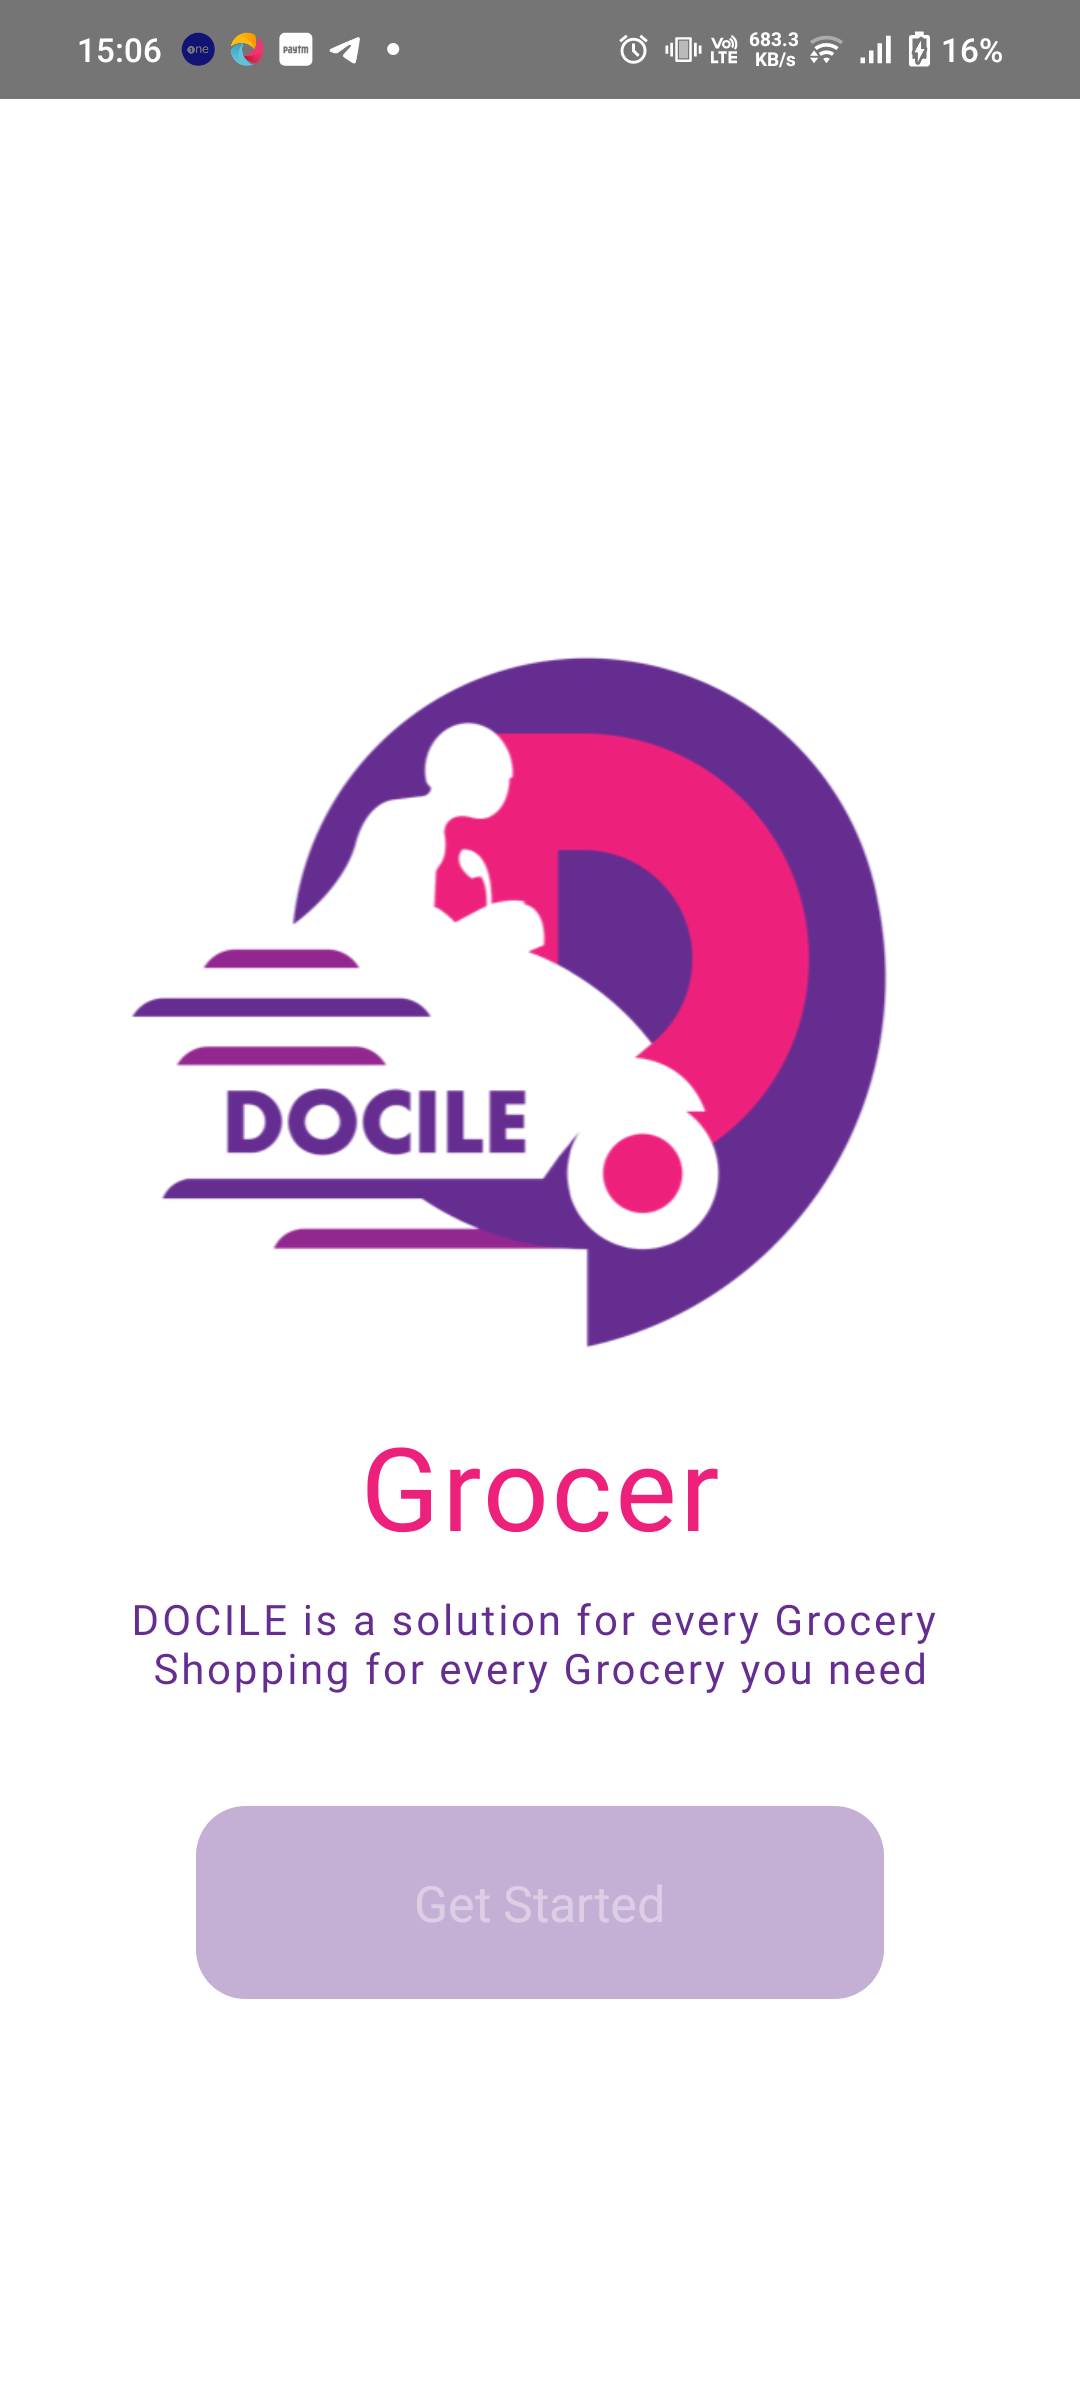 15:06 one paytm Vo) LTE 683.3 KB/s 16%
DOCILE
Grocer
DOCILE is a solution for every Grocery
Shopping for every Grocery you need
Get Started